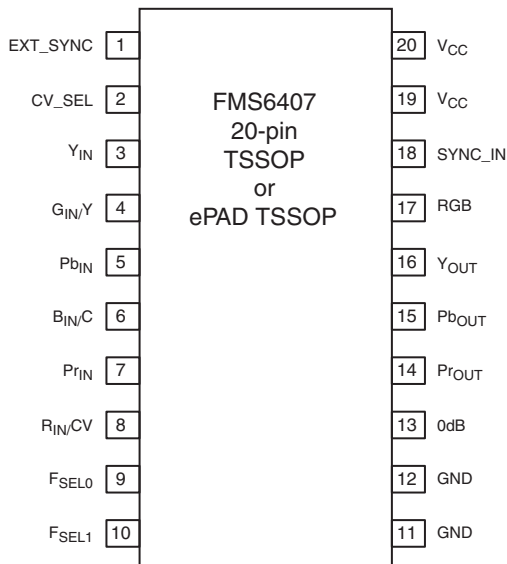 EXT_SYNC 1
CV_SEL 2
YIN 3
GIN/Y 4
PbIN 5
BIN/C 6
PrIN 7
RIN/CV 8
FSEL0 9
FSEL1 10
FMS6407
20-pin
TSSOP
or
ePAD TSSOP
20 VCC
19 VCC
18 SYNC_IN
17 RGB
16 YOUT
15 PbOUT
14 PrOUT
13 0dB
12 GND
11 GND